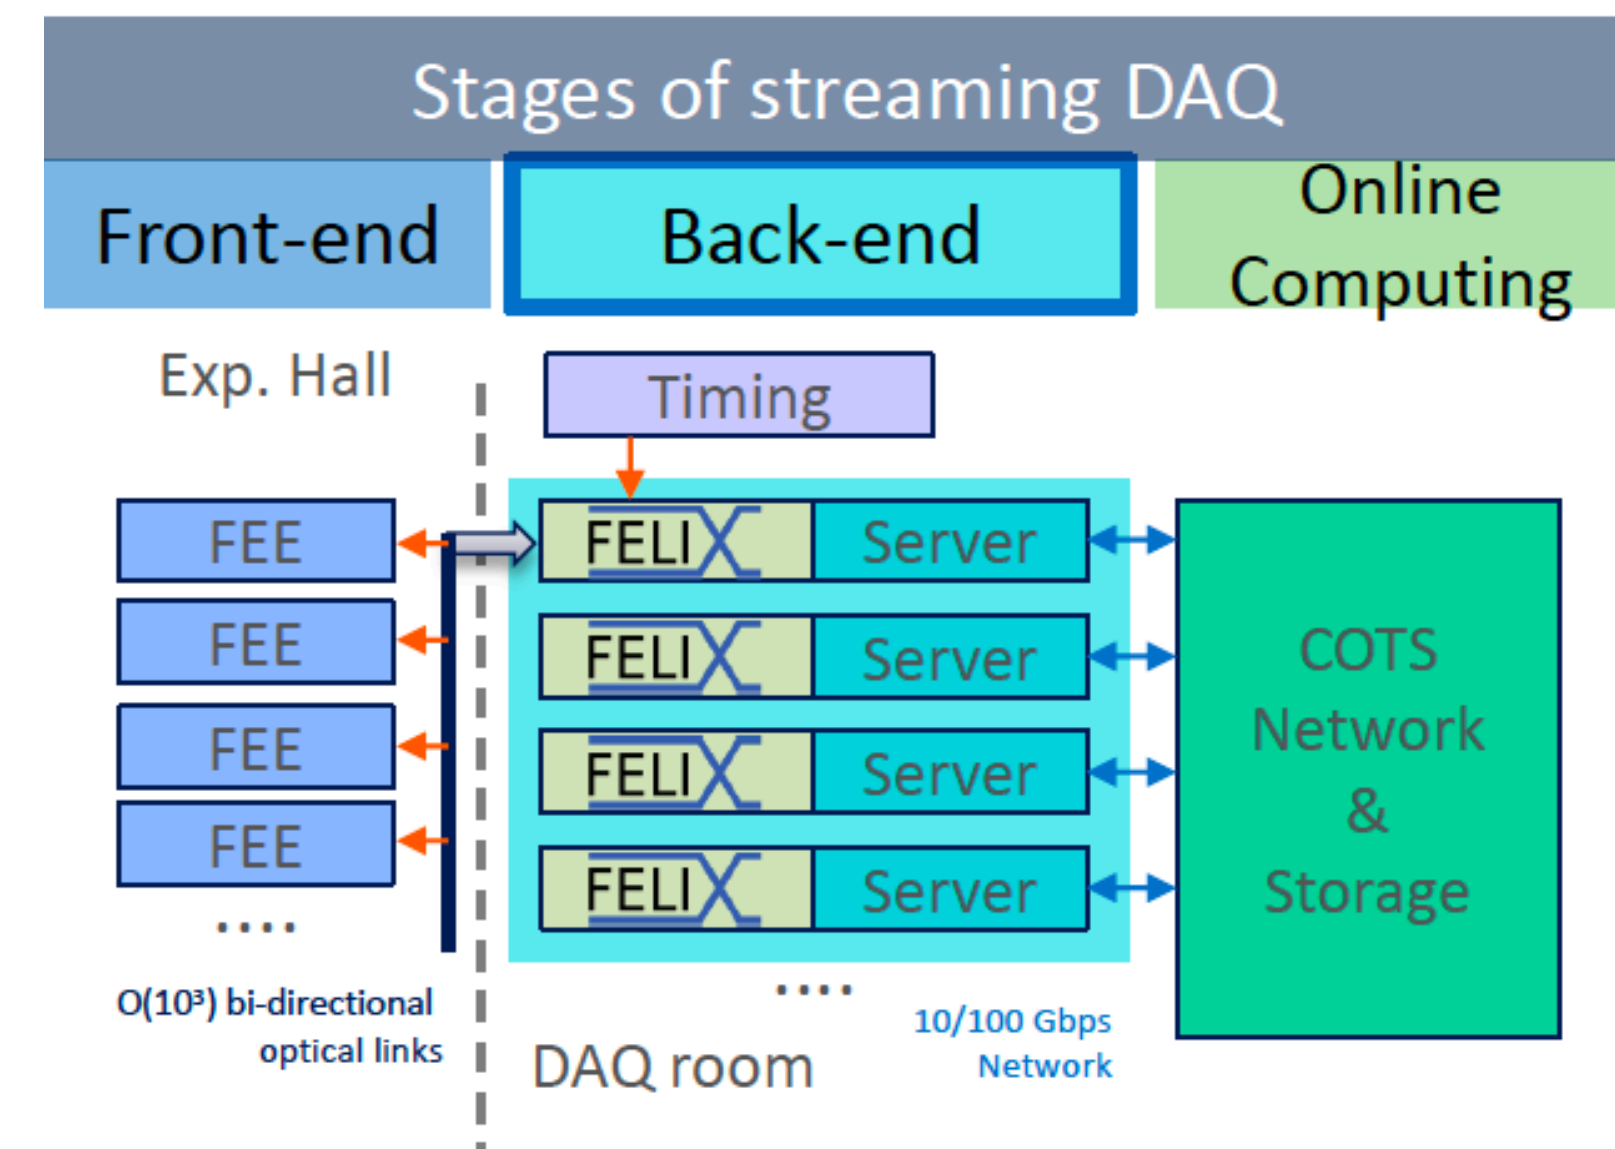 Stages of streaming DAQ
Front-end
Back-end
Online
Computing
Exp. Hall
Timing
FEE
FELIX
Server
FEE
FELIX
Server
FEE
FELIX
Server
FEE
FELIX
Server
....
COTS
Network
&
Storage
....
O(10³) bi-directional
optical links
10/100 Gbps
Network
DAQ room